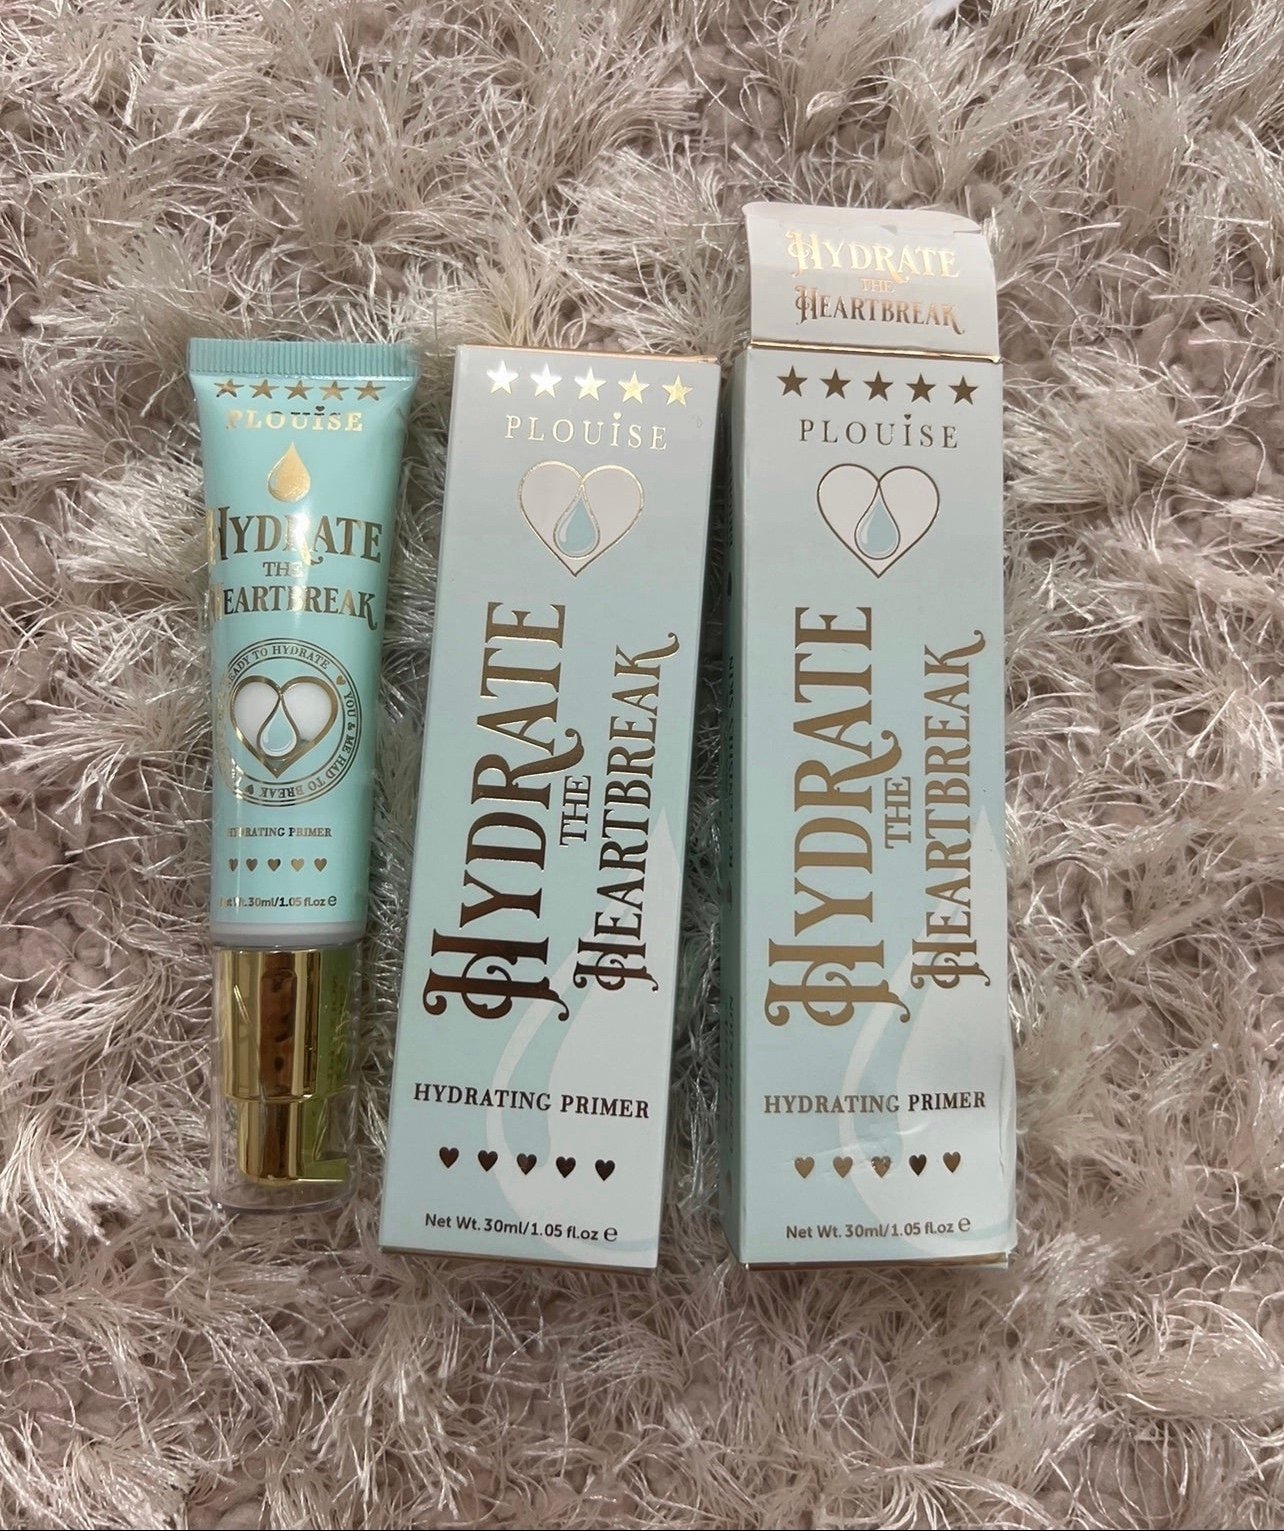 PLOUISE
HYDRATE
THE
HEARTBREAK
READY TO HYDRATE ♥ YOU & ME HAD TO BREAK ♥
HYDRATING PRIMER
Net Wt. 30ml/1.05 fl.oz ℮
PLOUISE
HYDRATE
THE
HEARTBREAK
HYDRATING PRIMER
Net Wt. 30ml/1.05 fl.oz ℮
HYDRATE
THE
HEARTBREAK
PLOUISE
HYDRATE
THE
HEARTBREAK
HYDRATING PRIMER
Net Wt. 30ml/1.05 fl.oz ℮